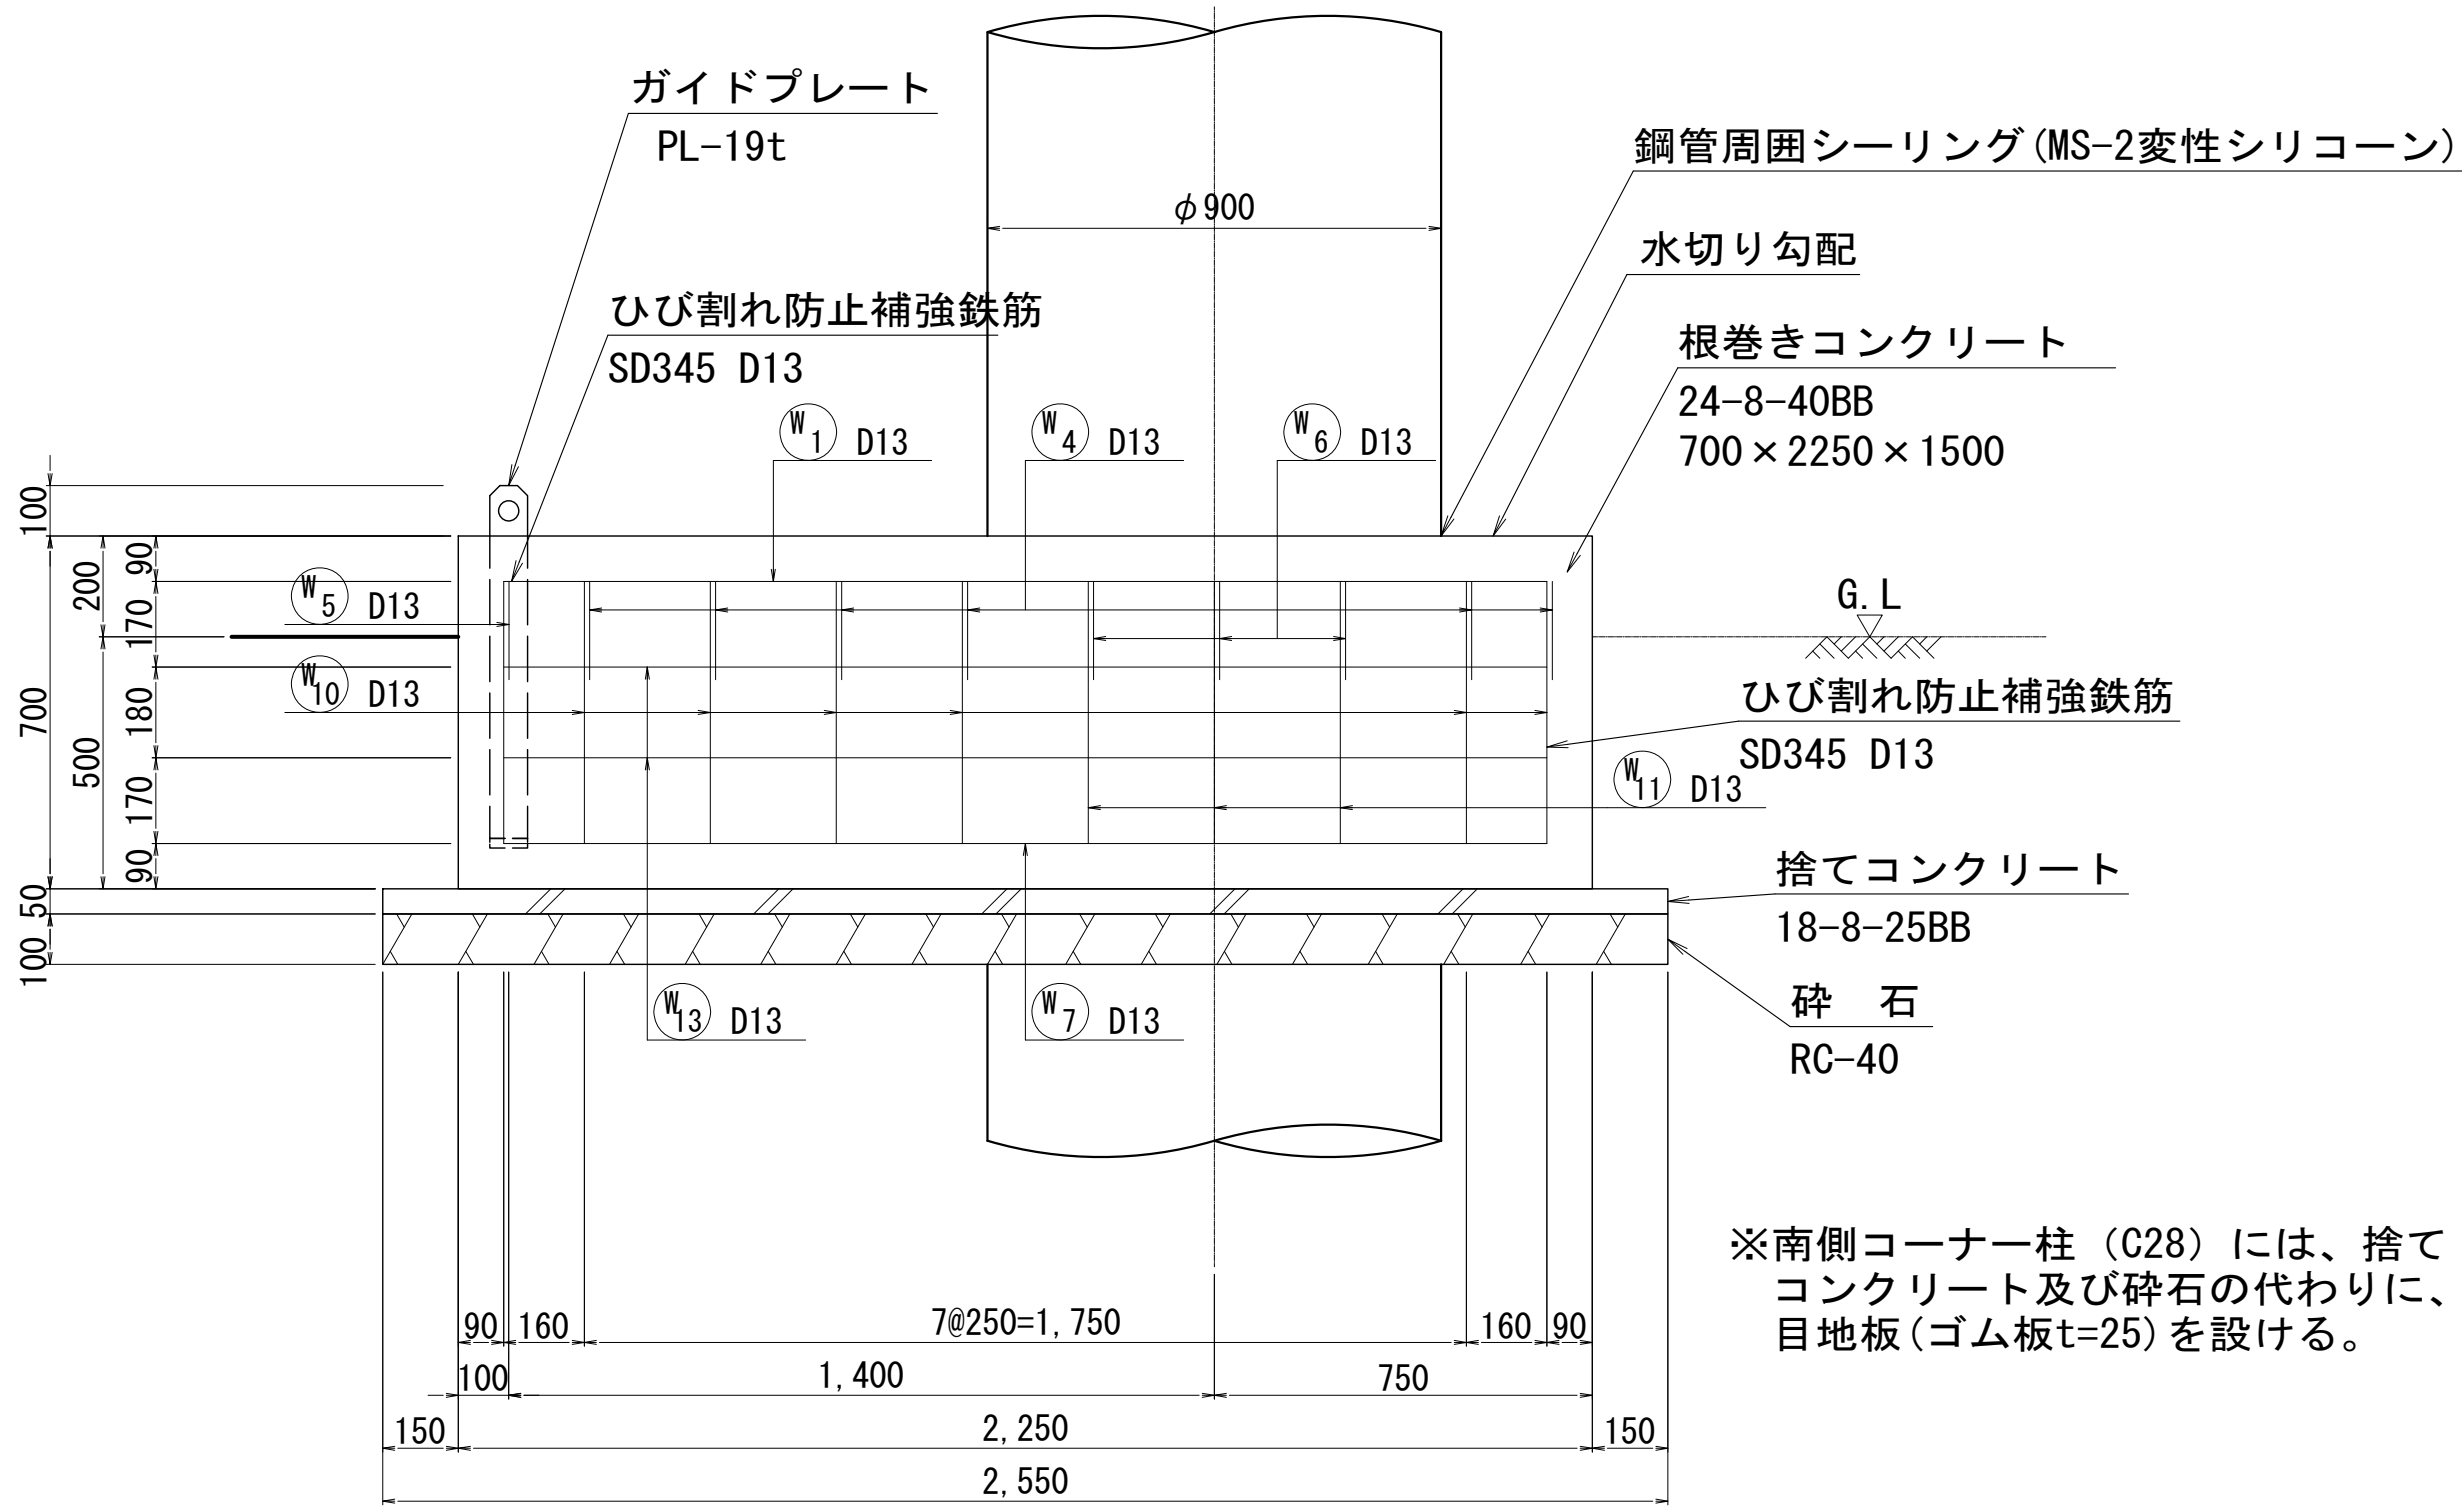 ガイドプレート
PL-19t
鋼管周囲シーリング(MS-2変性シリコーン)
φ900
水切り勾配
ひび割れ防止補強鉄筋
SD345 D13
根巻きコンクリート
24-8-40BB
700×2250×1500
W1 D13
W4 D13
W6 D13
100
200
90
W5 D13
170
G.L
W10 D13
700
500
180
ひび割れ防止補強鉄筋
SD345 D13
W11 D13
170
90
捨てコンクリート
18-8-25BB
50
100
砕 石
RC-40
W13 D13
W7 D13
※南側コーナー柱（C28）には、捨て
コンクリート及び砕石の代わりに、
目地板(ゴム板t=25)を設ける。
90 160 7@250=1,750 160 90
100 1,400 750
150 2,250 150
2,550